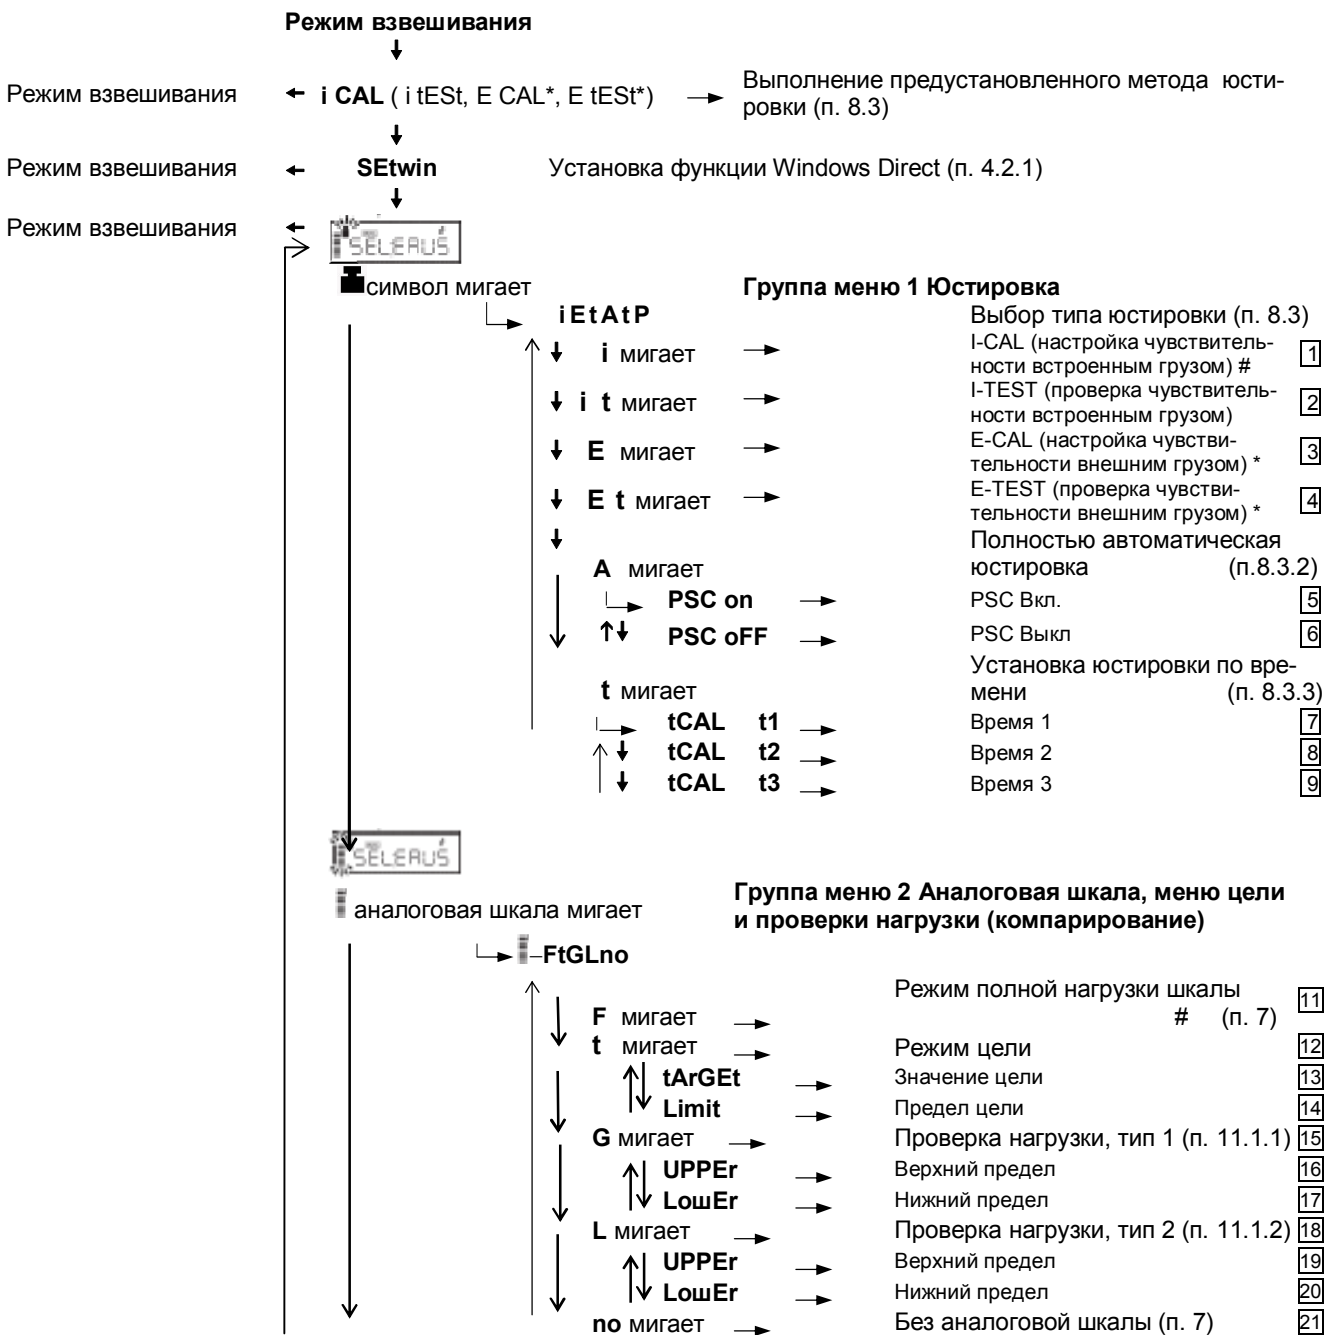 Режим взвешивания
Режим взвешивания i CAL ( i tESt, E CAL*, E tESt*) Выполнение предустановленного метода юсти-
ровки (п. 8.3)
Режим взвешивания SEtwin Установка функции Windows Direct (п. 4.2.1)
Режим взвешивания
SELERUS
символ мигает Группа меню 1 Юстировка
iEtAtP Выбор типа юстировки (п. 8.3)
i мигает I-CAL (настройка чувствитель-
ности встроенным грузом) # 1
i t мигает I-TEST (проверка чувствитель-
ности встроенным грузом) 2
E мигает E-CAL (настройка чувстви-
тельности внешним грузом) * 3
E t мигает E-TEST (проверка чувстви-
тельности внешним грузом) * 4
Полностью автоматическая
A мигает юстировка (п.8.3.2)
PSC on PSC Вкл. 5
PSC oFF PSC Выкл 6
Установка юстировки по вре-
t мигает мени (п. 8.3.3)
tCAL t1 Время 1 7
tCAL t2 Время 2 8
tCAL t3 Время 3 9
SELERUS
аналоговая шкала мигает Группа меню 2 Аналоговая шкала, меню цели
и проверки нагрузки (компарирование)
–FtGLno
Режим полной нагрузки шкалы 11
F мигает # (п. 7)
t мигает Режим цели 12
tArGEt Значение цели 13
Limit Предел цели 14
G мигает Проверка нагрузки, тип 1 (п. 11.1.1) 15
UPPEr Верхний предел 16
LoшEr Нижний предел 17
L мигает Проверка нагрузки, тип 2 (п. 11.1.2) 18
UPPEr Верхний предел 19
LoшEr Нижний предел 20
no мигает Без аналоговой шкалы (п. 7) 21